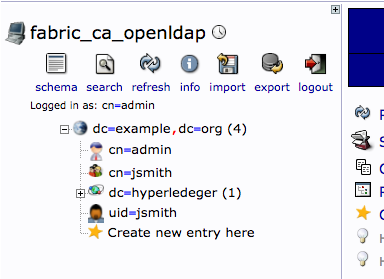 fabric_ca_openldap
schema search refresh info import export logout
Logged in as: cn=admin
dc=example,dc=org (4)
cn=admin
cn=jsmith
dc=hyperledeger (1)
uid=jsmith
Create new entry here